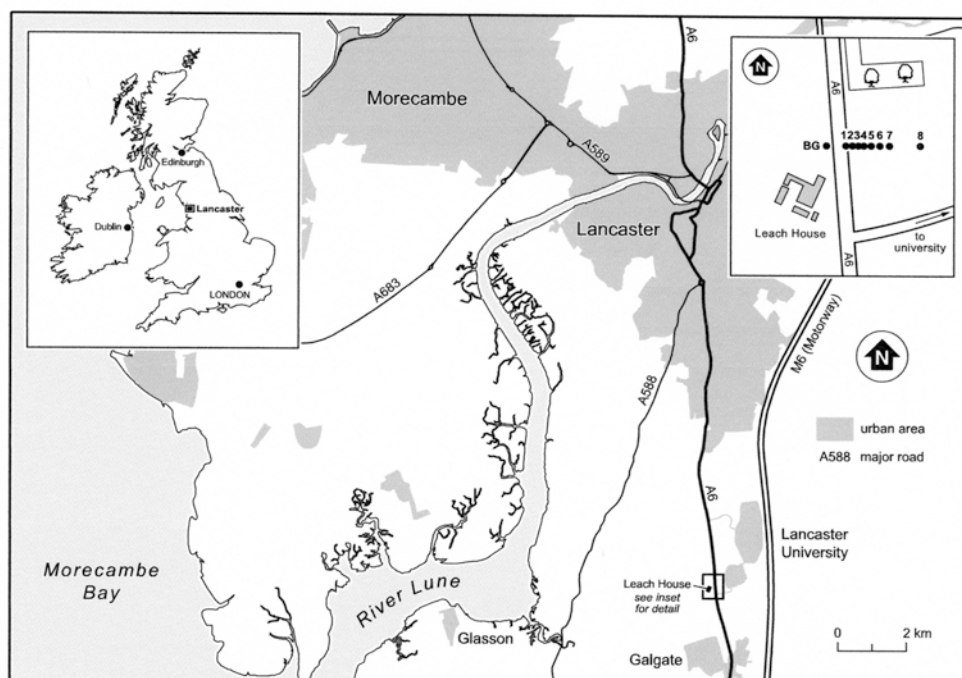 Edinburgh
Lancaster
Dublin
LONDON
Morecambe
A6
A589
A683
Lancaster
A588
A6
M6 (Motorway)
N
A6
BG
1 2 3 4 5 6 7 8
Leach House
A6
to
university
N
urban area
A588 major road
Lancaster
University
Leach House
see inset
for detail
Morecambe
Bay
River Lune
Glasson
Galgate
0 2 km